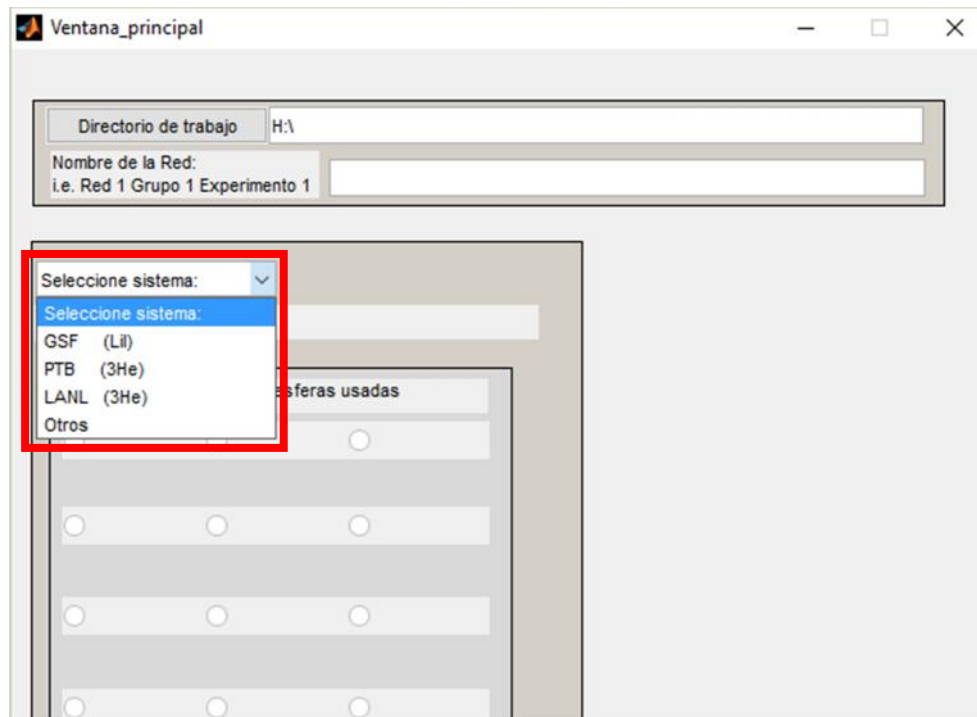 Ventana_principal
Directorio de trabajo H:\
Nombre de la Red:
i.e. Red 1 Grupo 1 Experimento 1
Seleccione sistema:
Seleccione sistema:
GSF (LiI)
PTB (3He)
LANL (3He)
Otros
sferas usadas